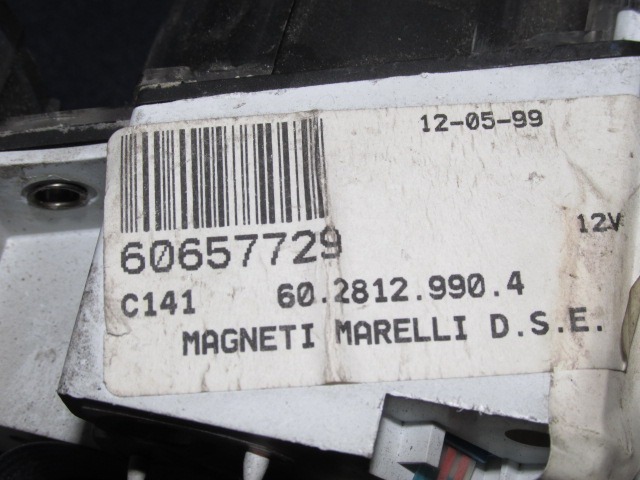 12-05-99
60657729
12V
C141 60.2812.990.4
MAGNETI MARELLI D.S.E.